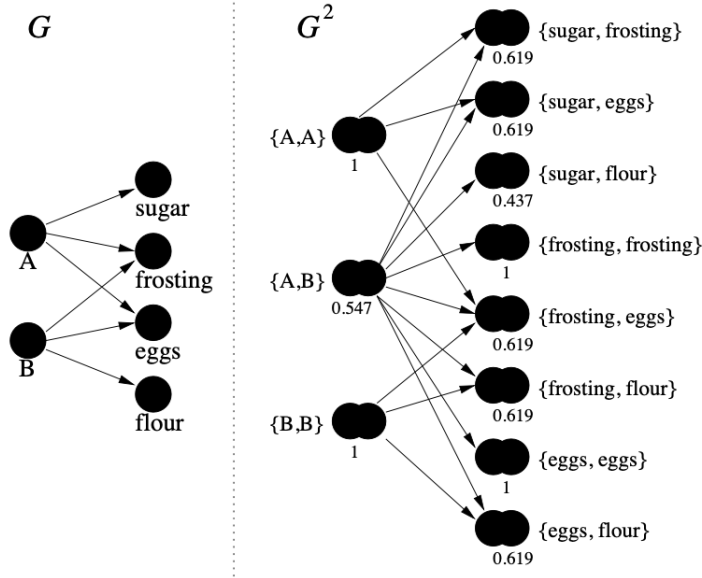 G
A
B
sugar
frosting
eggs
flour
G²
{A,A}
1
{A,B}
0.547
{B,B}
1
{sugar, frosting}
0.619
{sugar, eggs}
0.619
{sugar, flour}
0.437
{frosting, frosting}
1
{frosting, eggs}
0.619
{frosting, flour}
0.619
{eggs, eggs}
1
{eggs, flour}
0.619